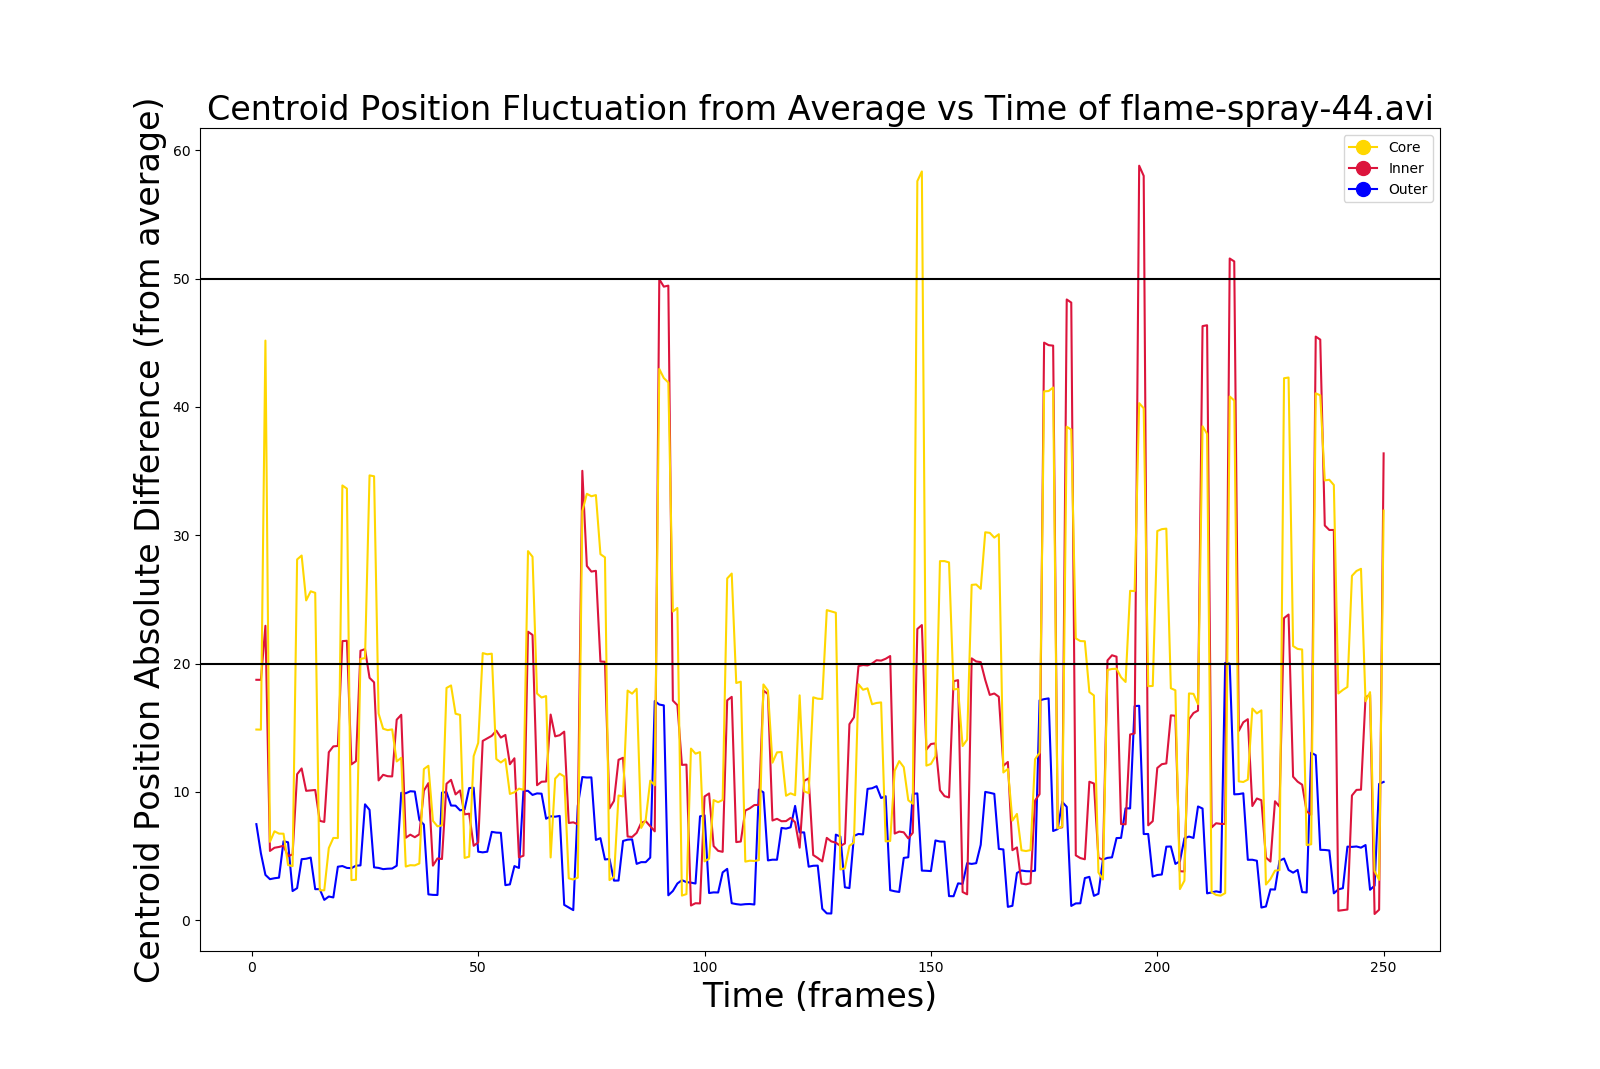 Centroid Position Fluctuation from Average vs Time of flame-spray-44.avi
Centroid Position Absolute Difference (from average)
60
50
40
30
20
10
0
Core
Inner
Outer
0 50 100 150 200 250
Time (frames)